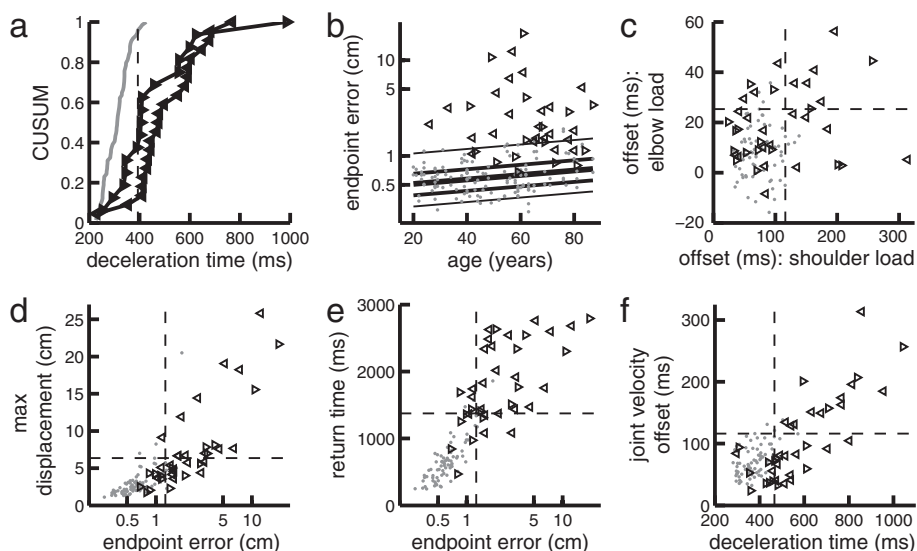 a
1
0.8
0.6
0.4
0.2
0
CUSUM
200 400 600 800 1000
deceleration time (ms)
b
20
10
5
1
0.5
endpoint error (cm)
20 40 60 80
age (years)
c
60
40
20
0
−20
offset (ms):
elbow load
0 100 200 300
offset (ms): shoulder load
d
25
20
15
10
5
0
max
displacement (cm)
0.5 1 5 10
endpoint error (cm)
e
3000
2000
1000
0
return time (ms)
0.5 1 5 10
endpoint error (cm)
f
300
200
100
0
joint velocity
offset (ms)
200 400 600 800 1000
deceleration time (ms)